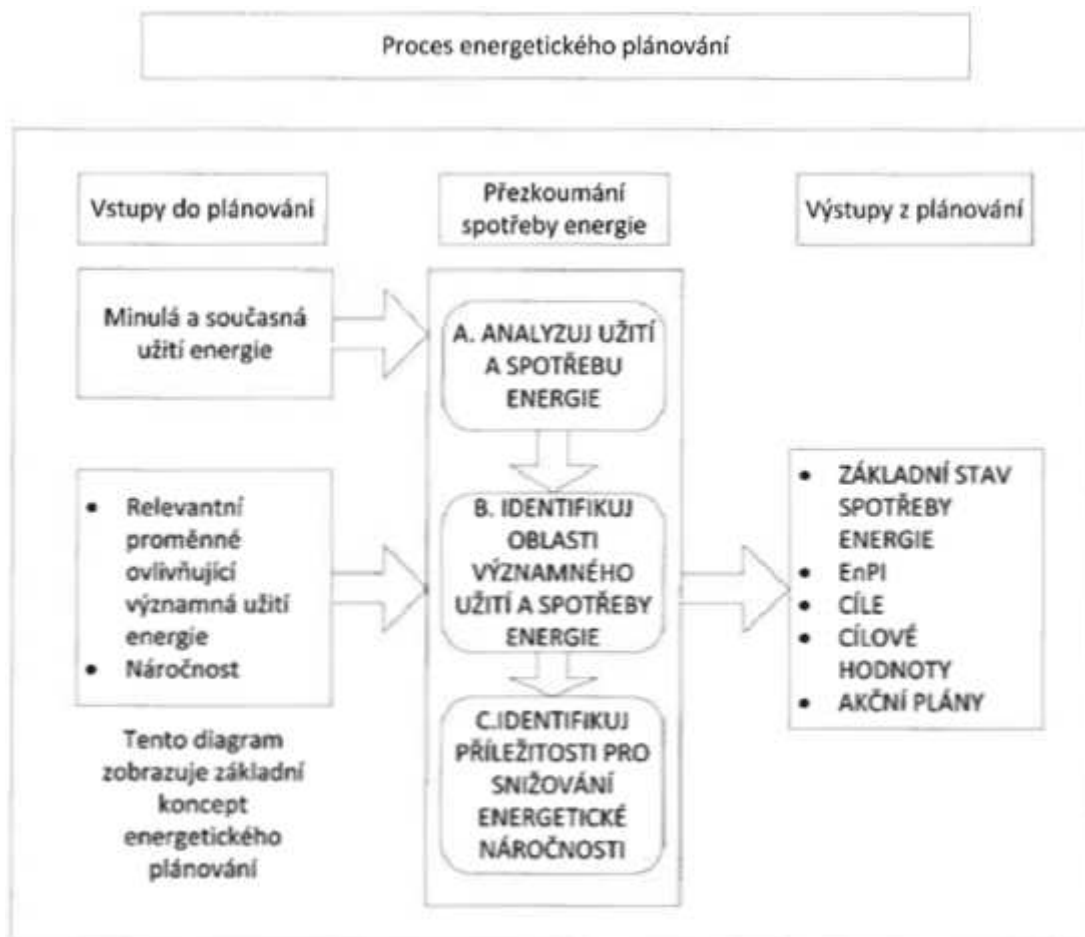 Proces energetického plánování
Vstupy do plánování
Přezkoumání
spotřeby energie
Výstupy z plánování
Minulá a současná
užití energie
A. ANALYZUJ UŽITÍ
A SPOTŘEBU
ENERGIE
• Relevantní
proměnné
ovlivňující
významná užití
energie
• Náročnost
B. IDENTIFIKUJ
OBLASTI
VÝZNAMNÉHO
UŽITÍ A SPOTŘEBY
ENERGIE
• ZÁKLADNÍ STAV
SPOTŘEBY
ENERGIE
• EnPI
• CÍLE
• CÍLOVÉ
HODNOTY
• AKČNÍ PLÁNY
C.IDENTIFIKUJ
PŘÍLEŽITOSTI PRO
SNIŽOVÁNÍ
ENERGETICKÉ
NÁROČNOSTI
Tento diagram
zobrazuje základní
koncept
energetického
plánování